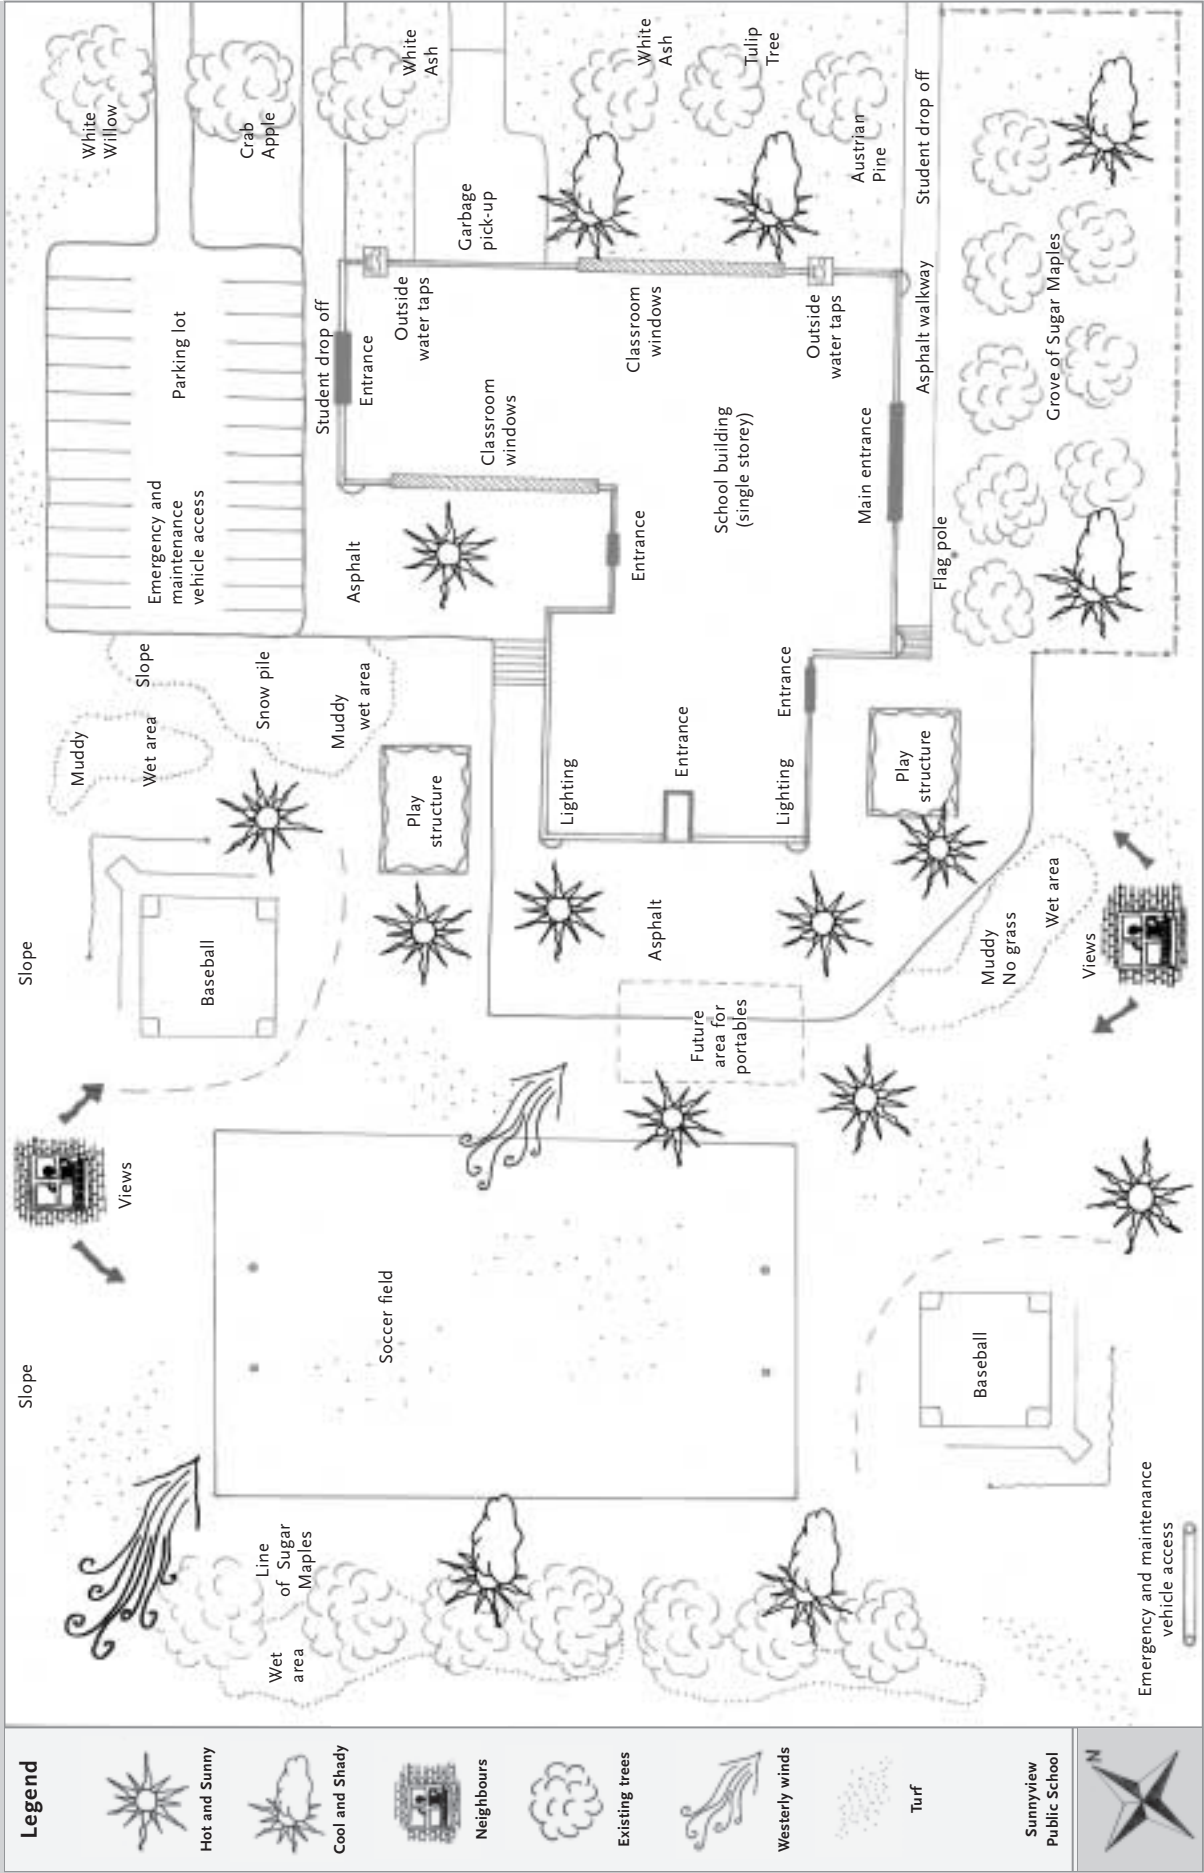 White
Willow
Crab
Apple
White
Ash
White
Ash
Tulip
Tree
Austrian
Pine
Student drop off
Garbage
pick-up
Parking lot
Emergency and
maintenance
vehicle access
Student drop off
Entrance
Outside
water taps
Classroom
windows
Classroom
windows
Outside
water taps
Asphalt walkway
Grove of Sugar Maples
School building
(single storey)
Main entrance
Flag pole
Asphalt
Entrance
Slope
Snow pile
Muddy
wet area
Muddy
Wet area
Play
structure
Lighting
Entrance
Lighting
Entrance
Play
structure
Slope
Baseball
Asphalt
Future
area for
portables
Muddy
No grass
Wet area
Views
Views
Slope
Soccer field
Baseball
Line
of Sugar
Maples
Wet
area
Emergency and maintenance
vehicle access
Legend
Hot and Sunny
Cool and Shady
Neighbours
Existing trees
Westerly winds
Turf
Sunnyview
Public School
N